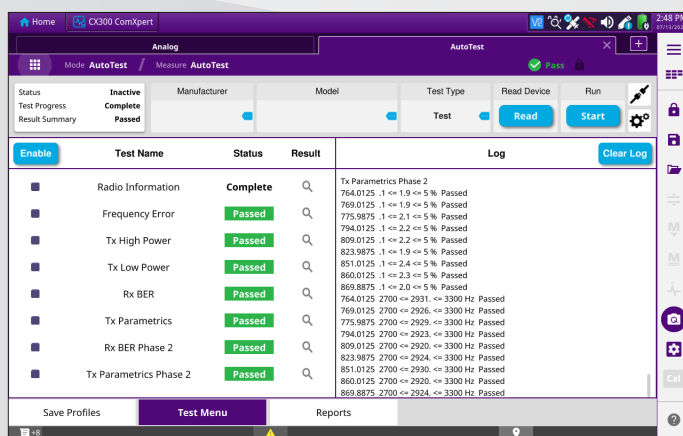 Home CX300 ComXpert
2:48 PM
Analog AutoTest
Mode AutoTest / Measure AutoTest Pass
Status Inactive
Test Progress Complete
Result Summary Passed
Manufacturer Model Test Type Read Device Run
Test Read Start
Enable Test Name Status Result Log Clear Log
Radio Information Complete
Frequency Error Passed
Tx High Power Passed
Tx Low Power Passed
Rx BER Passed
Tx Parametrics Passed
Rx BER Phase 2 Passed
Tx Parametrics Phase 2 Passed
Tx Parametrics Phase 2
764.0125 .1 <= 1.9 <= 5 % Passed
769.0125 .1 <= 1.9 <= 5 % Passed
775.9875 .1 <= 2.1 <= 5 % Passed
794.0125 .1 <= 2.2 <= 5 % Passed
809.0125 .1 <= 2.2 <= 5 % Passed
823.9875 .1 <= 1.9 <= 5 % Passed
851.0125 .1 <= 2.4 <= 5 % Passed
860.0125 .1 <= 2.3 <= 5 % Passed
869.8875 .1 <= 2.0 <= 5 % Passed
764.0125 2700 <= 2931. <= 3300 Hz Passed
769.0125 2700 <= 2926. <= 3300 Hz Passed
775.9875 2700 <= 2929. <= 3300 Hz Passed
794.0125 2700 <= 2923. <= 3300 Hz Passed
809.0125 2700 <= 2920. <= 3300 Hz Passed
823.9875 2700 <= 2924. <= 3300 Hz Passed
851.0125 2700 <= 2930. <= 3300 Hz Passed
860.0125 2700 <= 2920. <= 3300 Hz Passed
869.8875 2700 <= 2924. <= 3300 Hz Passed
Save Profiles Test Menu Reports
+8
Cal